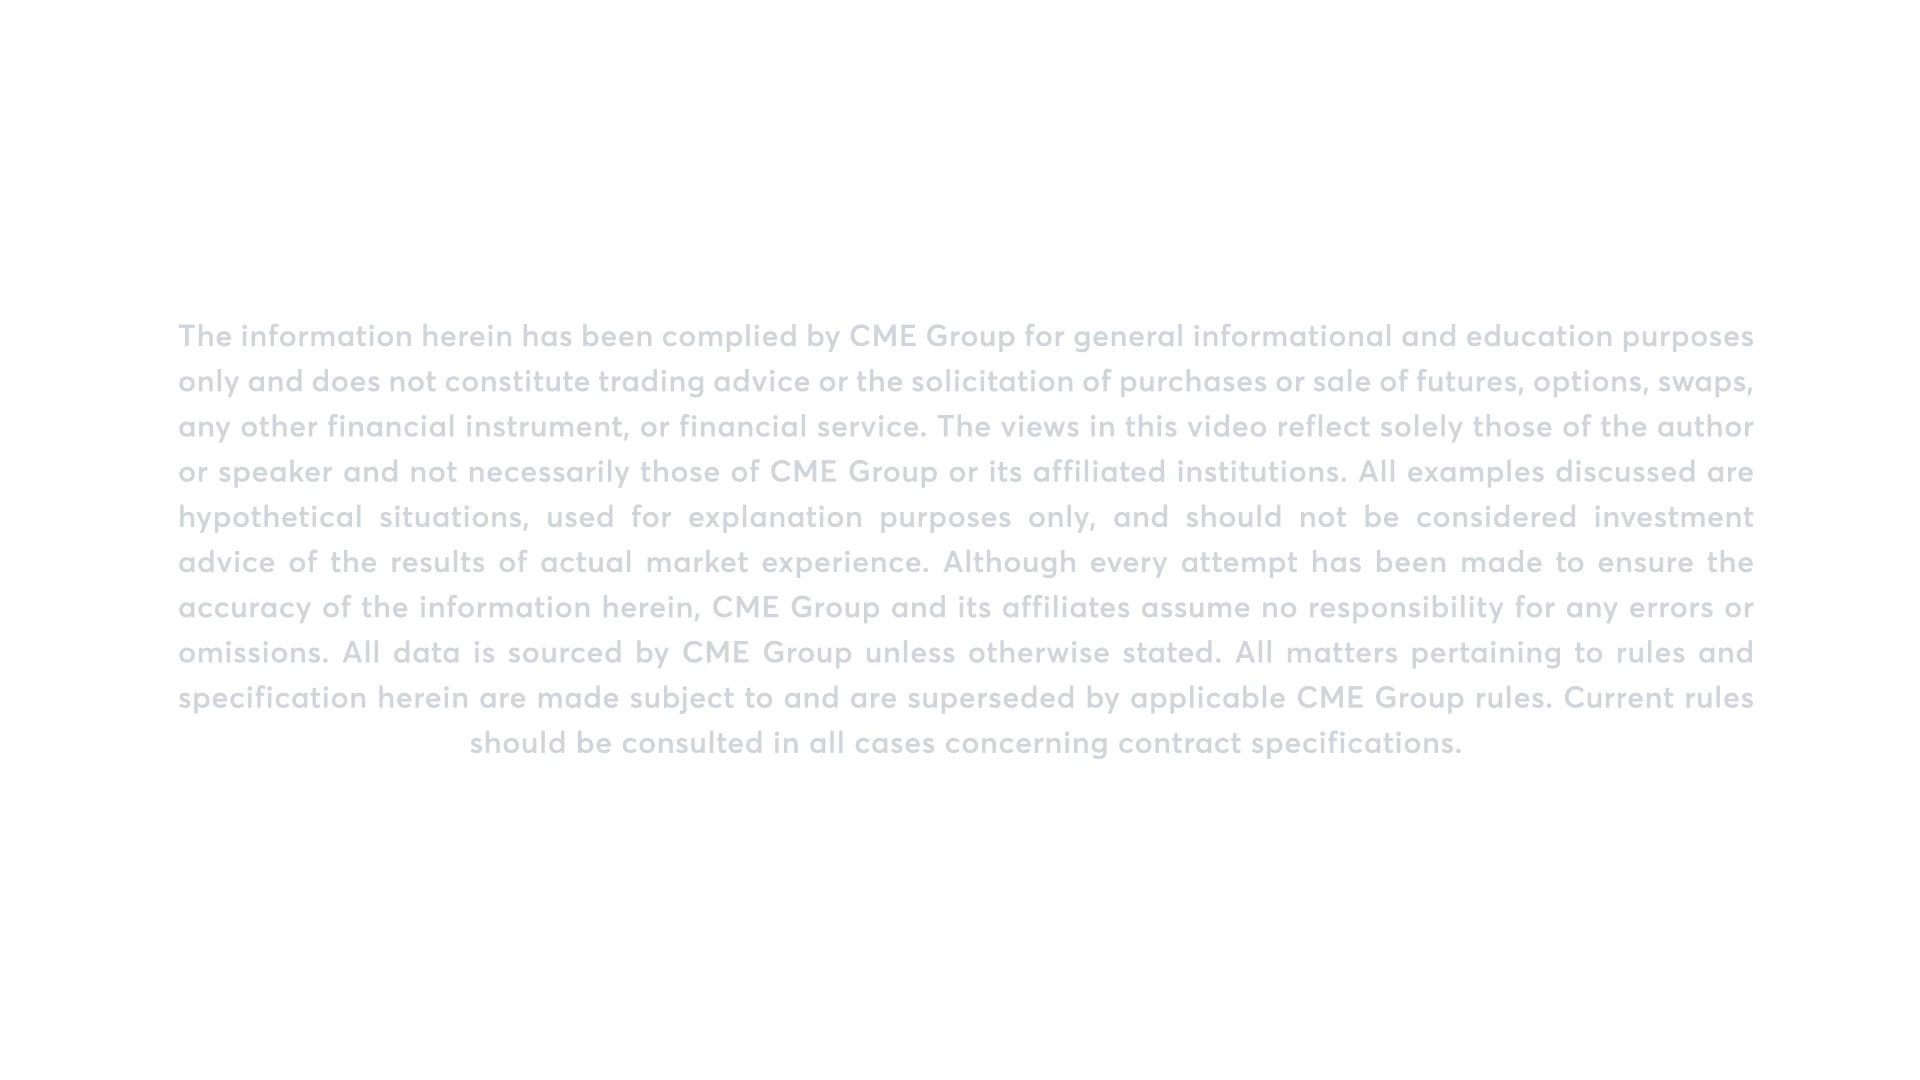 The information herein has been complied by CME Group for general informational and education purposes
only and does not constitute trading advice or the solicitation of purchases or sale of futures, options, swaps,
any other financial instrument, or financial service. The views in this video reflect solely those of the author
or speaker and not necessarily those of CME Group or its affiliated institutions. All examples discussed are
hypothetical situations, used for explanation purposes only, and should not be considered investment
advice of the results of actual market experience. Although every attempt has been made to ensure the
accuracy of the information herein, CME Group and its affiliates assume no responsibility for any errors or
omissions. All data is sourced by CME Group unless otherwise stated. All matters pertaining to rules and
specification herein are made subject to and are superseded by applicable CME Group rules. Current rules
should be consulted in all cases concerning contract specifications.